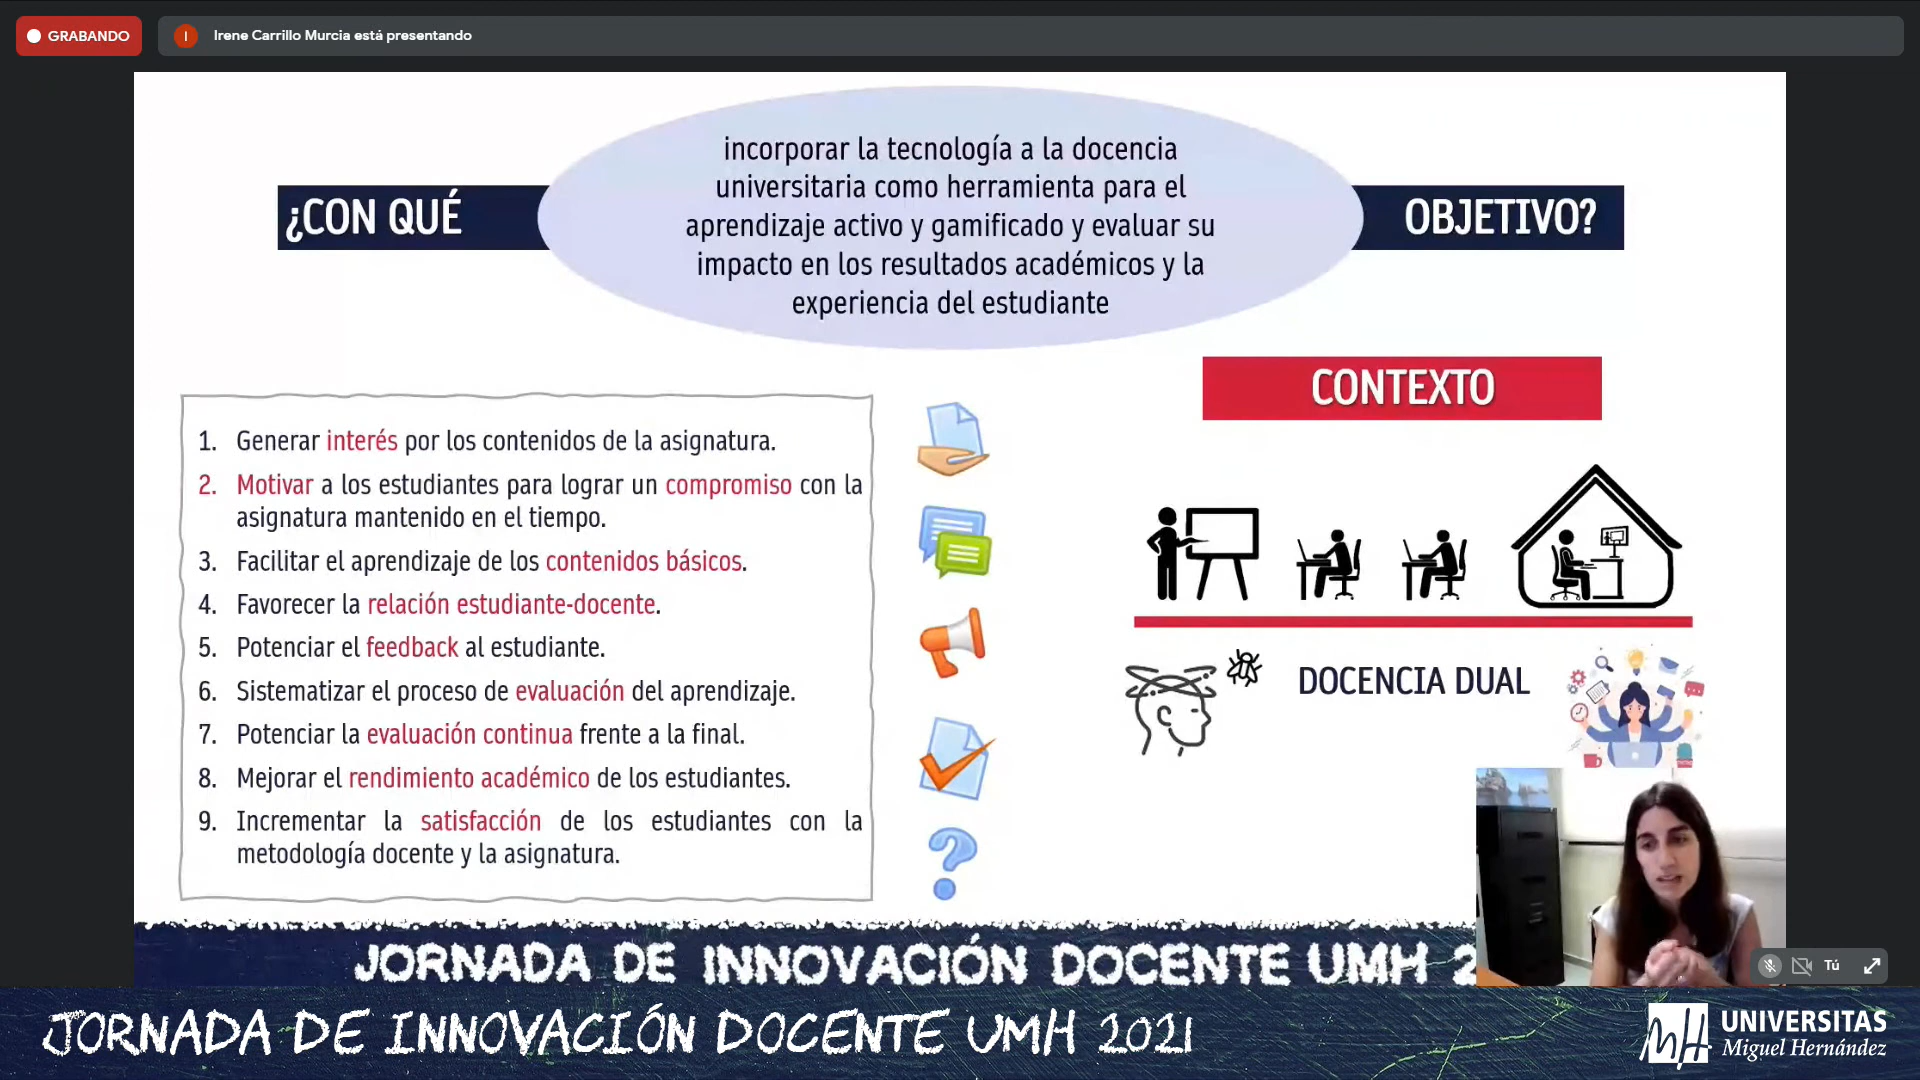 GRABANDO
I
Irene Carrillo Murcia está presentando
¿CON QUÉ
incorporar la tecnología a la docencia
universitaria como herramienta para el
aprendizaje activo y gamificado y evaluar su
impacto en los resultados académicos y la
experiencia del estudiante
OBJETIVO?
1. Generar interés por los contenidos de la asignatura.
2. Motivar a los estudiantes para lograr un compromiso con la
asignatura mantenido en el tiempo.
3. Facilitar el aprendizaje de los contenidos básicos.
4. Favorecer la relación estudiante-docente.
5. Potenciar el feedback al estudiante.
6. Sistematizar el proceso de evaluación del aprendizaje.
7. Potenciar la evaluación continua frente a la final.
8. Mejorar el rendimiento académico de los estudiantes.
9. Incrementar la satisfacción de los estudiantes con la
metodología docente y la asignatura.
CONTEXTO
DOCENCIA DUAL
JORNADA DE INNOVACIÓN DOCENTE UMH 2
Tú
JORNADA DE INNOVACIÓN DOCENTE UMH 2021
UMH
UNIVERSITAS
Miguel Hernández